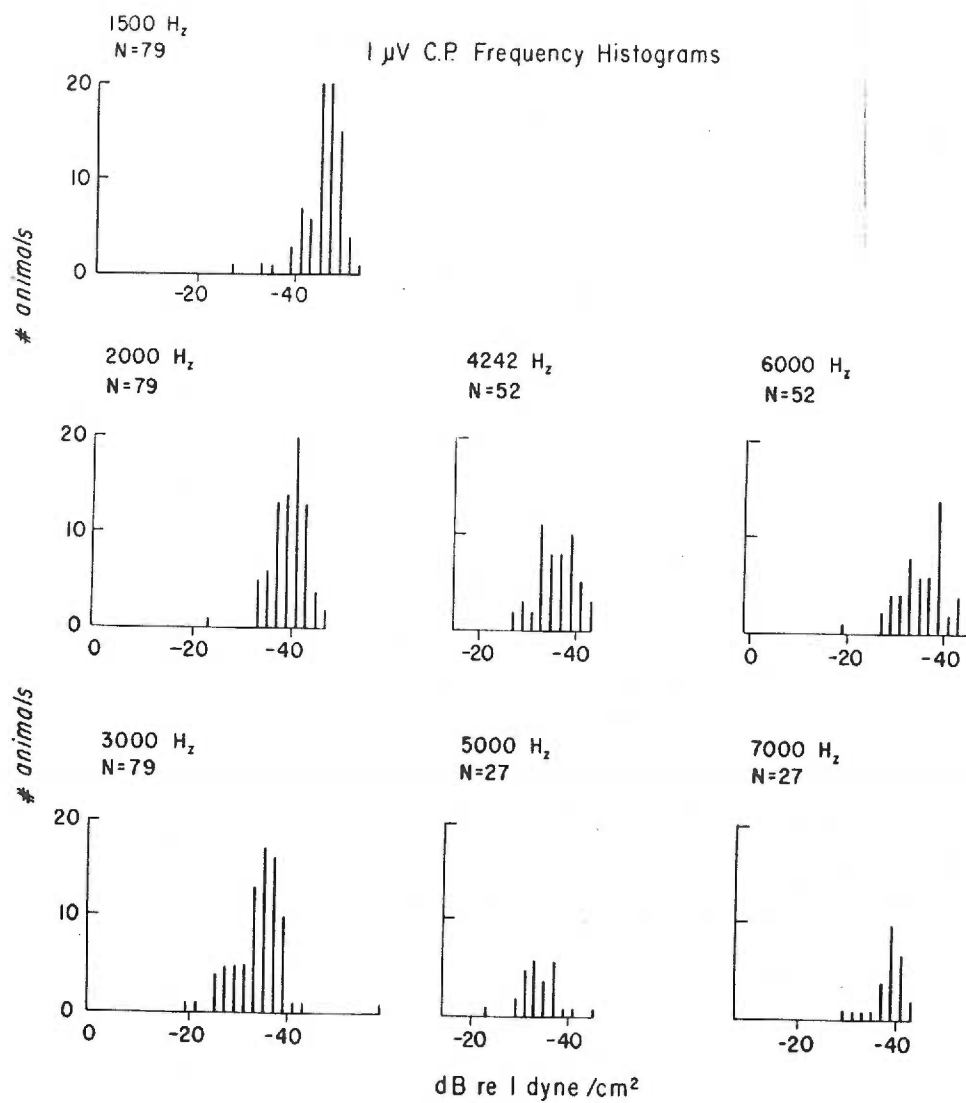 1500 Hz
N=79
1 µV C.P. Frequency Histograms
20
10
0
-20
-40
# animals
2000 Hz
N=79
20
10
0
0
-20
-40
4242 Hz
N=52
-20
-40
6000 Hz
N=52
0
-20
-40
# animals
3000 Hz
N=79
20
10
0
0
-20
-40
5000 Hz
N=27
-20
-40
7000 Hz
N=27
-20
-40
dB re 1 dyne/cm²